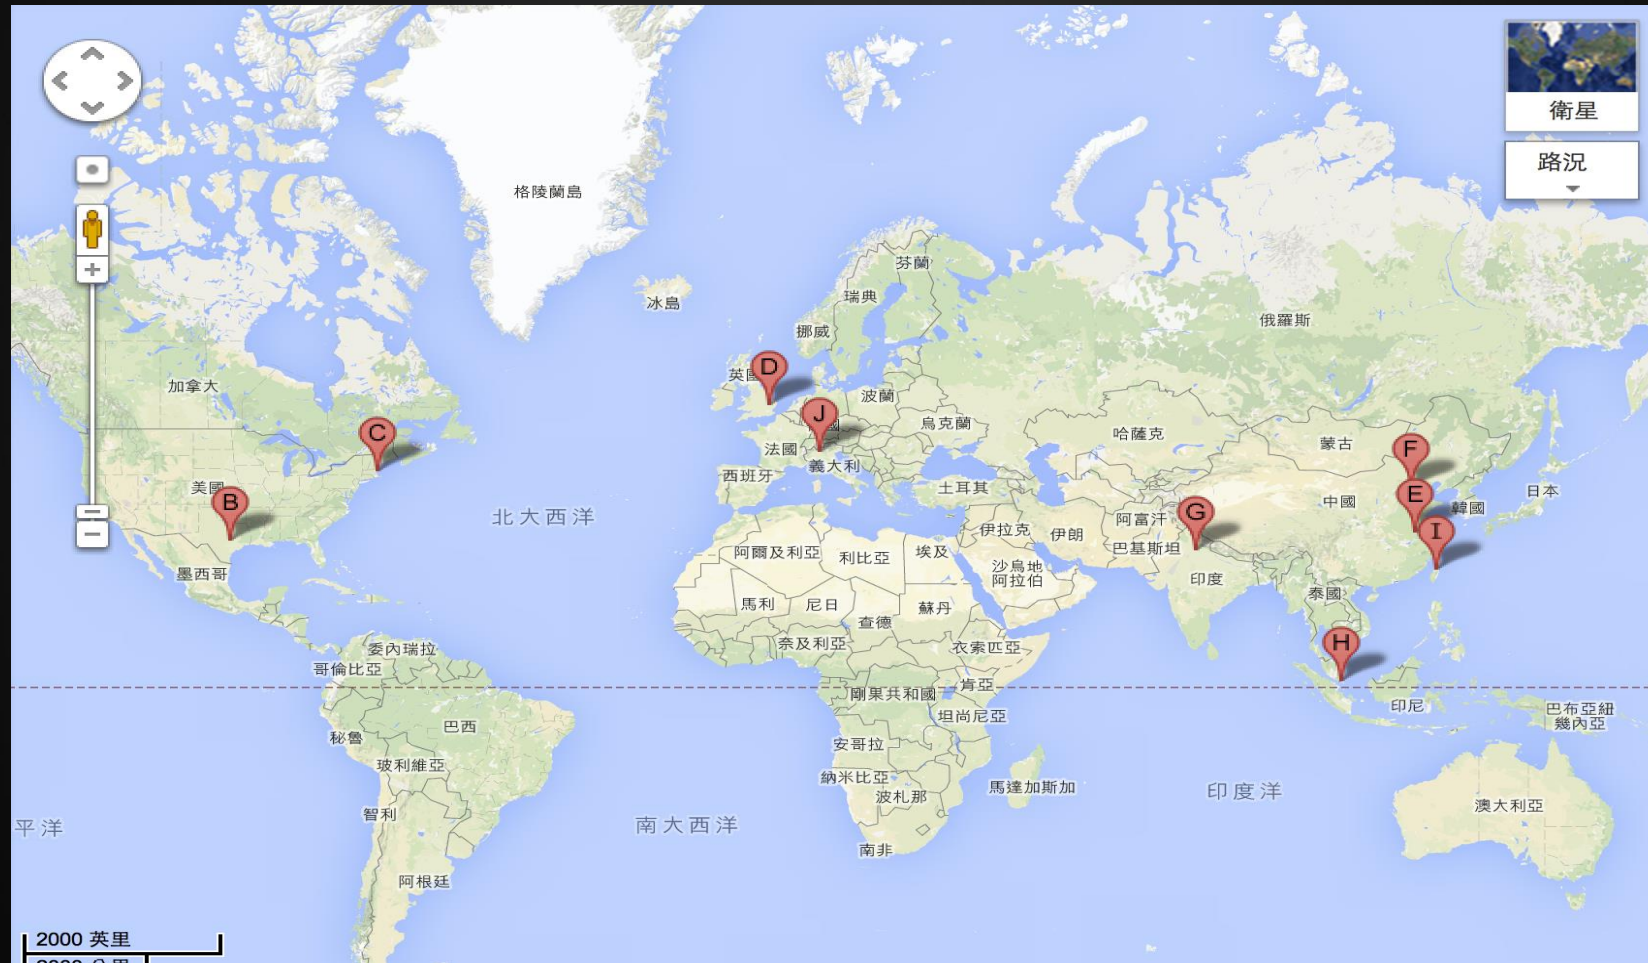 衛星
路況
格陵蘭島
芬蘭
瑞典
冰島
俄羅斯
挪威
D
英國
加拿大
波蘭
J
烏克蘭
C
哈薩克
蒙古
F
法國
義大利
西班牙
土耳其
美國
B
中國
E
韓國
日本
北大西洋
G
阿富汗
伊拉克
伊朗
I
阿爾及利亞
利比亞
埃及
巴基斯坦
沙烏地
阿拉伯
墨西哥
印度
泰國
馬利
尼日
蘇丹
查德
奈及利亞
衣索匹亞
H
委內瑞拉
哥倫比亞
剛果共和國
肯亞
印尼
巴布亞紐
幾內亞
坦尚尼亞
巴西
秘魯
安哥拉
玻利維亞
納米比亞
波札那
馬達加斯加
印度洋
澳大利亞
智利
平洋
南大西洋
南非
阿根廷
2000 英里